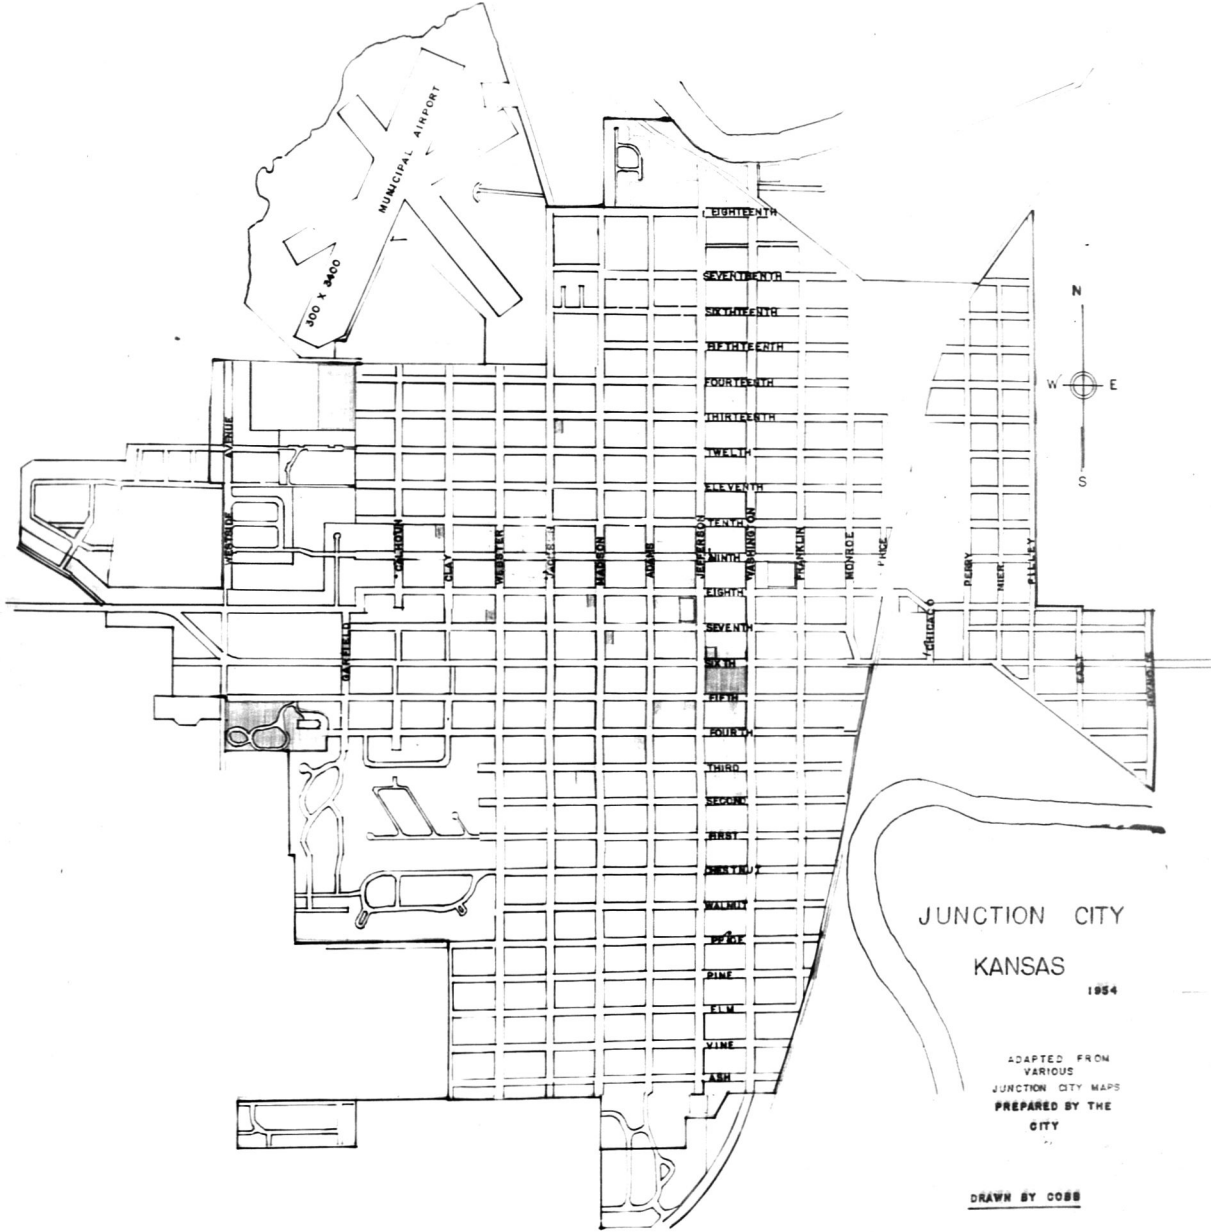 MUNICIPAL AIRPORT
300 X 3400
EIGHTEENTH
SEVENTEENTH
SIXTHTEENTH
FIFTHTEENTH
FOURTEENTH
THIRTEENTH
TWELTH
ELEVENTH
TENTH
NINTH
EIGHTH
SEVENTH
SIXTH
FIFTH
FOURTH
THIRD
SECOND
FIRST
CHESTNUT
WALNUT
PINE
ELM
VINE
ASH
WESTSIDE AVENUE
GARFIELD
CALHOUN
CLAY
WEBSTER
JACKSON
MADISON
ADAMS
JEFFERSON
WASHINGTON
FRANKLIN
MONROE
PRICE
CHICAGO
PERRY
MIER
PILLEY
EAST
REYNOLDS
N
W E
S
JUNCTION CITY
KANSAS
1954
ADAPTED FROM
VARIOUS
JUNCTION CITY MAPS
PREPARED BY THE
CITY
DRAWN BY COBB